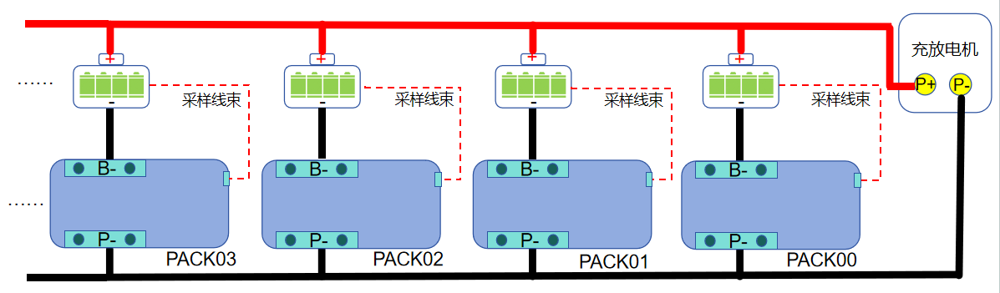 充放电机
+
+
+
+
……
P+
P-
采样线束
采样线束
采样线束
采样线束
-
-
-
-
B-
B-
B-
B-
……
P-
P-
P-
P-
PACK03
PACK02
PACK01
PACK00